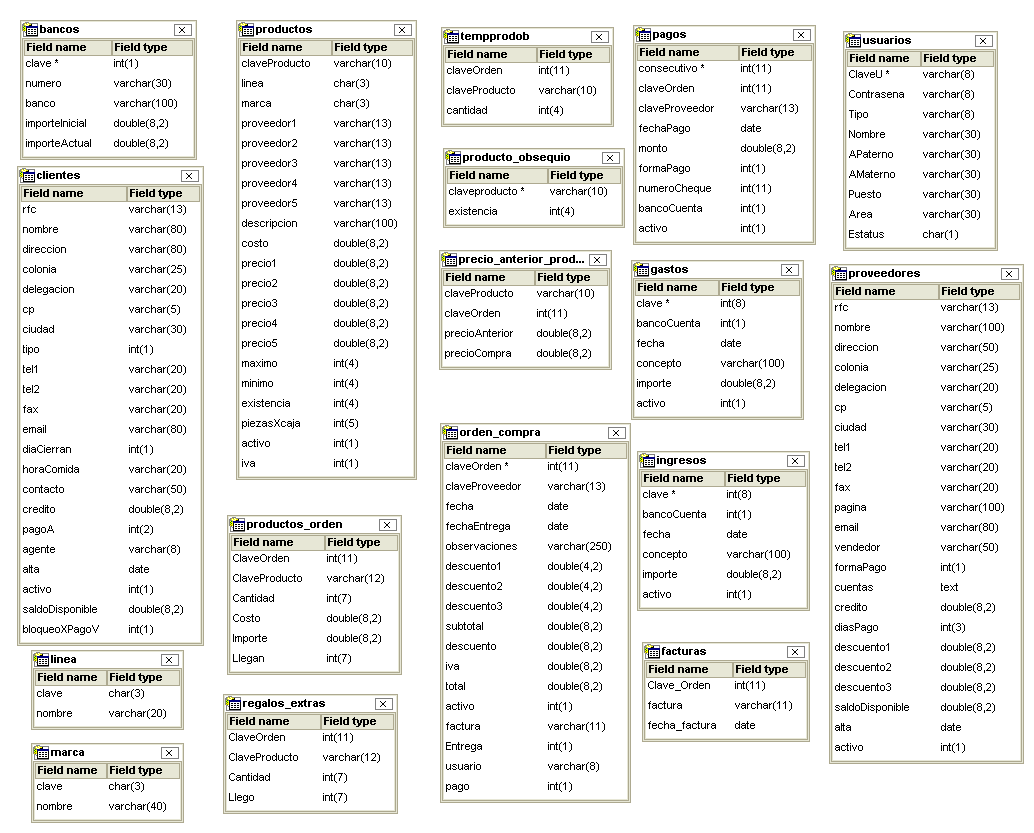 bancos
Field name Field type
clave * int(1)
numero varchar(30)
banco varchar(100)
importeInicial double(8,2)
importeActual double(8,2)
clientes
Field name Field type
rfc varchar(13)
nombre varchar(80)
direccion varchar(80)
colonia varchar(25)
delegacion varchar(20)
cp varchar(5)
ciudad varchar(30)
tipo int(1)
tel1 varchar(20)
tel2 varchar(20)
fax varchar(20)
email varchar(80)
diaCierran int(1)
horaComida varchar(20)
contacto varchar(50)
credito double(8,2)
pagoA int(2)
agente varchar(8)
alta date
activo int(1)
saldoDisponible double(8,2)
bloqueoXPagoV int(1)
linea
Field name Field type
clave char(3)
nombre varchar(20)
marca
Field name Field type
clave char(3)
nombre varchar(40)
productos
Field name Field type
claveProducto varchar(10)
linea char(3)
marca char(3)
proveedor1 varchar(13)
proveedor2 varchar(13)
proveedor3 varchar(13)
proveedor4 varchar(13)
proveedor5 varchar(13)
descripcion varchar(100)
costo double(8,2)
precio1 double(8,2)
precio2 double(8,2)
precio3 double(8,2)
precio4 double(8,2)
precio5 double(8,2)
maximo int(4)
minimo int(4)
existencia int(4)
piezasXcaja int(5)
activo int(1)
iva int(1)
productos_orden
Field name Field type
ClaveOrden int(11)
ClaveProducto varchar(12)
Cantidad int(7)
Costo double(8,2)
Importe double(8,2)
Llegan int(7)
regalos_extras
Field name Field type
ClaveOrden int(11)
ClaveProducto varchar(12)
Cantidad int(7)
Llego int(7)
tempprodob
Field name Field type
claveOrden int(11)
claveProducto varchar(10)
cantidad int(4)
producto_obsequio
Field name Field type
claveproducto * varchar(10)
existencia int(4)
precio_anterior_prod...
Field name Field type
claveProducto varchar(10)
claveOrden int(11)
precioAnterior double(8,2)
precioCompra double(8,2)
orden_compra
Field name Field type
claveOrden * int(11)
claveProveedor varchar(13)
fecha date
fechaEntrega date
observaciones varchar(250)
descuento1 double(4,2)
descuento2 double(4,2)
descuento3 double(4,2)
subtotal double(8,2)
descuento double(8,2)
iva double(8,2)
total double(8,2)
activo int(1)
factura varchar(11)
Entrega int(1)
usuario varchar(8)
pago int(1)
pagos
Field name Field type
consecutivo * int(11)
claveOrden int(11)
claveProveedor varchar(13)
fechaPago date
monto double(8,2)
formaPago int(1)
numeroCheque int(11)
bancoCuenta int(1)
activo int(1)
gastos
Field name Field type
clave * int(8)
bancoCuenta int(1)
fecha date
concepto varchar(100)
importe double(8,2)
activo int(1)
ingresos
Field name Field type
clave * int(8)
bancoCuenta int(1)
fecha date
concepto varchar(100)
importe double(8,2)
activo int(1)
facturas
Field name Field type
Clave_Orden int(11)
factura varchar(11)
fecha_factura date
usuarios
Field name Field type
ClaveU * varchar(8)
Contrasena varchar(8)
Tipo varchar(8)
Nombre varchar(30)
APaterno varchar(30)
AMaterno varchar(30)
Puesto varchar(30)
Area varchar(30)
Estatus char(1)
proveedores
Field name Field type
rfc varchar(13)
nombre varchar(100)
direccion varchar(50)
colonia varchar(25)
delegacion varchar(20)
cp varchar(5)
ciudad varchar(30)
tel1 varchar(20)
tel2 varchar(20)
fax varchar(20)
pagina varchar(100)
email varchar(80)
vendedor varchar(50)
formaPago int(1)
cuentas text
credito double(8,2)
diasPago int(3)
descuento1 double(8,2)
descuento2 double(8,2)
descuento3 double(8,2)
saldoDisponible double(8,2)
alta date
activo int(1)